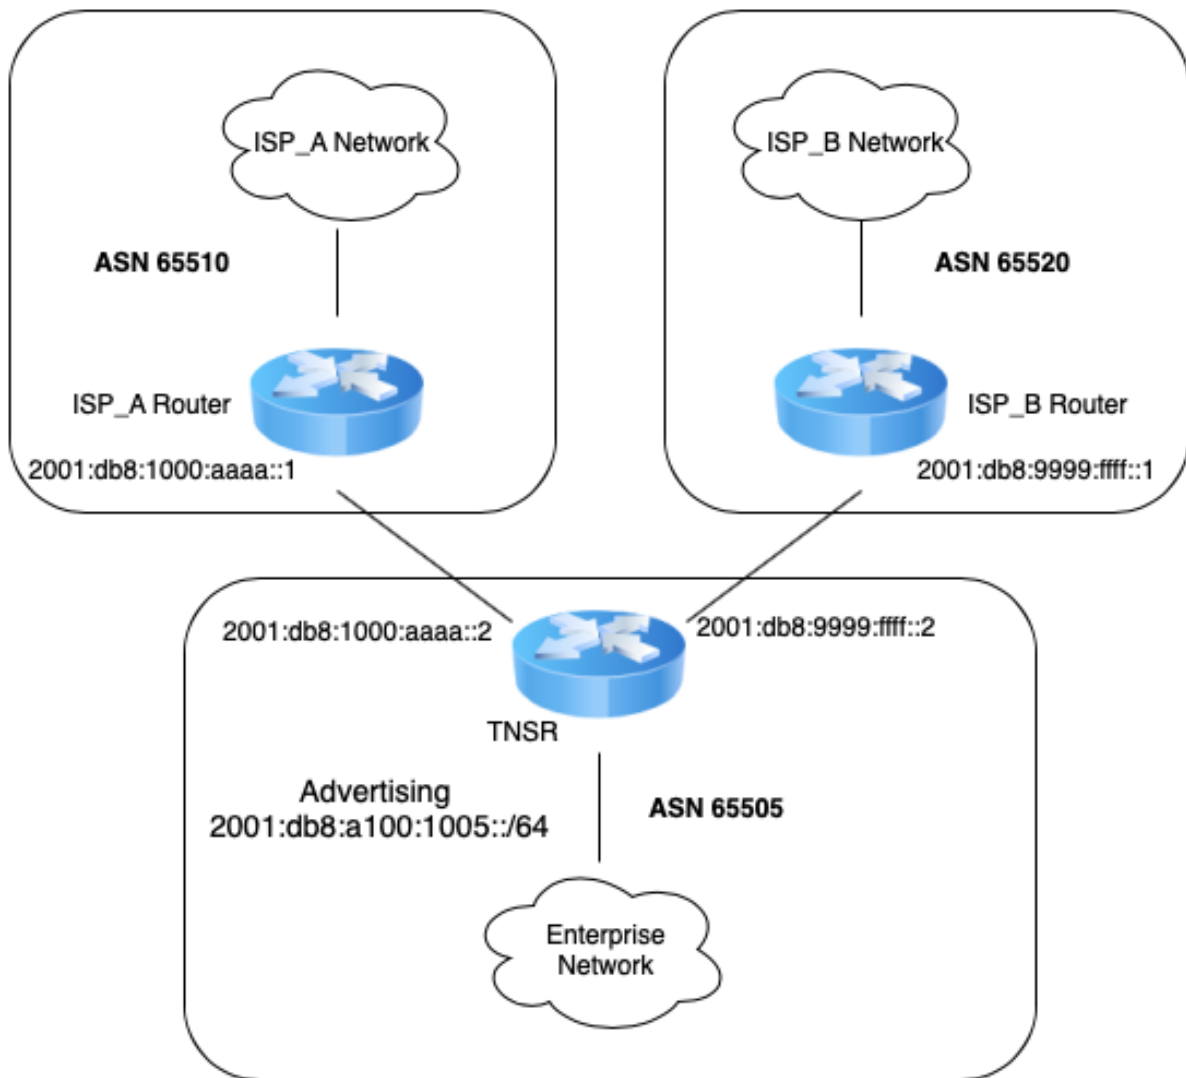 ISP_A Network
ISP_B Network
ASN 65510
ASN 65520
ISP_A Router
ISP_B Router
2001:db8:1000:aaaa::1
2001:db8:9999:ffff::1
2001:db8:1000:aaaa::2
2001:db8:9999:ffff::2
TNSR
Advertising
2001:db8:a100:1005::/64
ASN 65505
Enterprise
Network